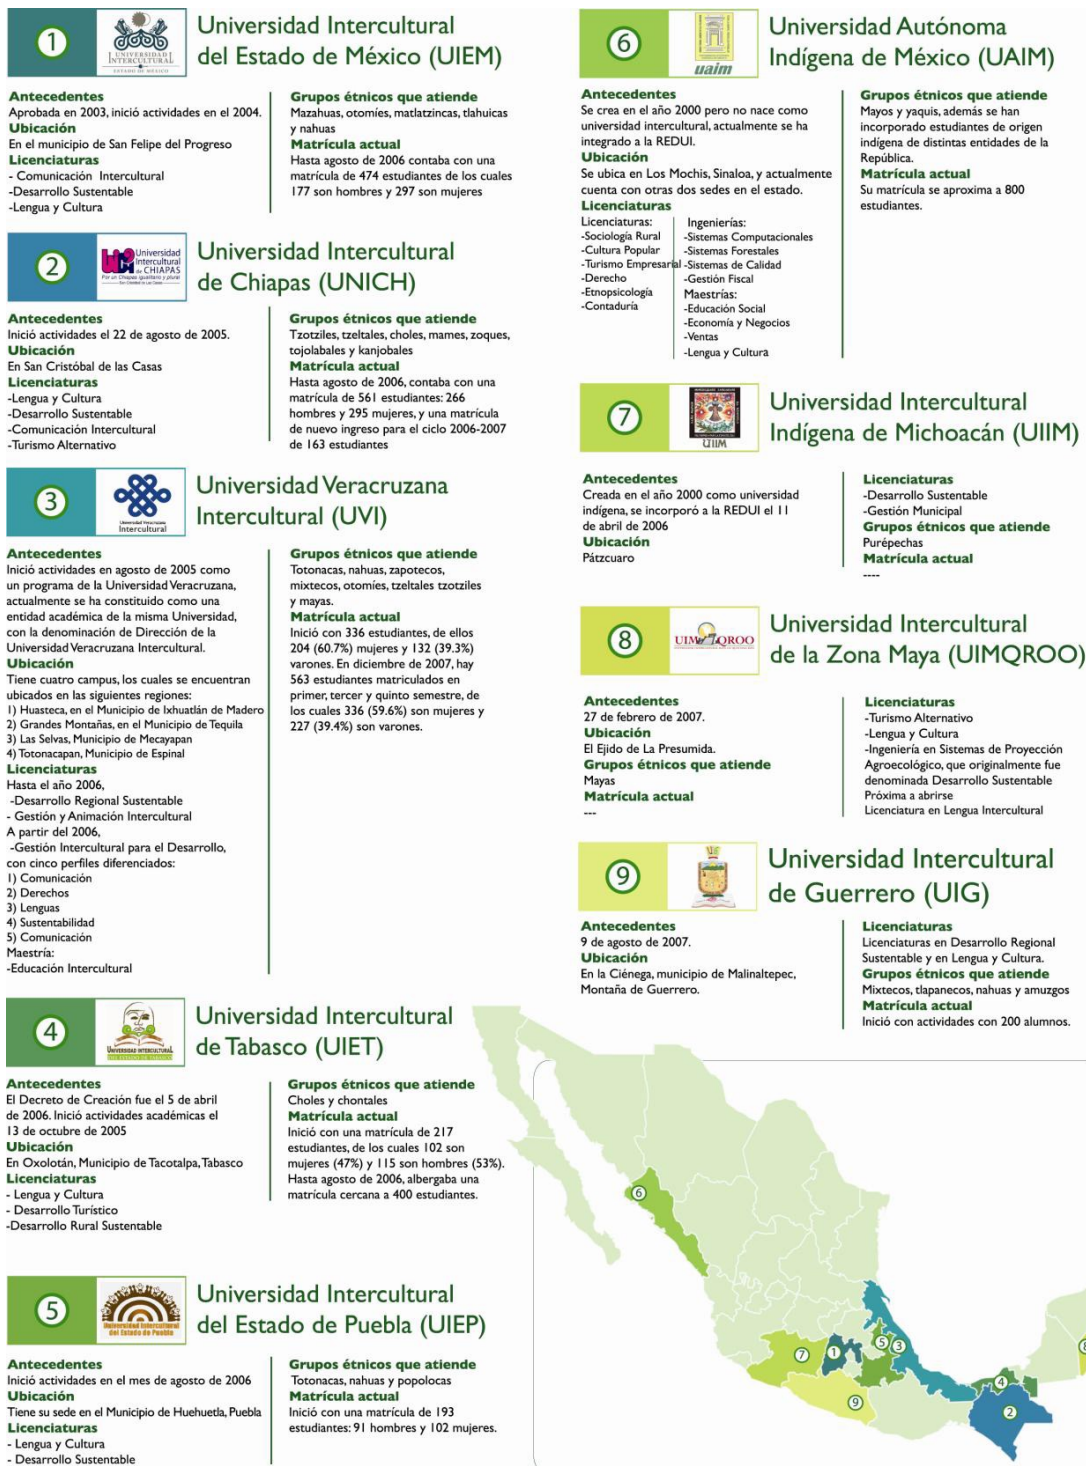 1
UNIVERSIDAD
INTERCULTURAL
ESTADO DE MÉXICO
Universidad Intercultural
del Estado de México (UIEM)
Antecedentes
Aprobada en 2003, inició actividades en el 2004.
Ubicación
En el municipio de San Felipe del Progreso
Licenciaturas
- Comunicación Intercultural
-Desarrollo Sustentable
-Lengua y Cultura
Grupos étnicos que atiende
Mazahuas, otomíes, matlatzincas, tlahuicas
y nahuas
Matrícula actual
Hasta agosto de 2006 contaba con una
matrícula de 474 estudiantes de los cuales
177 son hombres y 297 son mujeres
2
Universidad
Intercultural
de CHIAPAS
Por un Chiapas igualitario y plural
San Cristóbal de Las Casas
Universidad Intercultural
de Chiapas (UNICH)
Antecedentes
Inició actividades el 22 de agosto de 2005.
Ubicación
En San Cristóbal de las Casas
Licenciaturas
-Lengua y Cultura
-Desarrollo Sustentable
-Comunicación Intercultural
-Turismo Alternativo
Grupos étnicos que atiende
Tzotziles, tzeltales, choles, mames, zoques,
tojolabales y kanjobales
Matrícula actual
Hasta agosto de 2006, contaba con una
matrícula de 561 estudiantes: 266
hombres y 295 mujeres, y una matrícula
de nuevo ingreso para el ciclo 2006-2007
de 163 estudiantes
3
Universidad Veracruzana
Intercultural
Universidad Veracruzana
Intercultural (UVI)
Antecedentes
Inició actividades en agosto de 2005 como
un programa de la Universidad Veracruzana,
actualmente se ha constituido como una
entidad académica de la misma Universidad,
con la denominación de Dirección de la
Universidad Veracruzana Intercultural.
Ubicación
Tiene cuatro campus, los cuales se encuentran
ubicados en las siguientes regiones:
1) Huasteca, en el Municipio de Ixhuatlán de Madero
2) Grandes Montañas, en el Municipio de Tequila
3) Las Selvas, Municipio de Mecayapan
4) Totonacapan, Municipio de Espinal
Licenciaturas
Hasta el año 2006,
-Desarrollo Regional Sustentable
- Gestión y Animación Intercultural
A partir del 2006,
-Gestión Intercultural para el Desarrollo,
con cinco perfiles diferenciados:
1) Comunicación
2) Derechos
3) Lenguas
4) Sustentabilidad
5) Comunicación
Maestría:
-Educación Intercultural
Grupos étnicos que atiende
Totonacas, nahuas, zapotecos,
mixtecos, otomíes, tzeltales tzotziles
y mayas.
Matrícula actual
Inició con 336 estudiantes, de ellos
204 (60.7%) mujeres y 132 (39.3%)
varones. En diciembre de 2007, hay
563 estudiantes matriculados en
primer, tercer y quinto semestre, de
los cuales 336 (59.6%) son mujeres y
227 (39.4%) son varones.
4
UNIVERSIDAD INTERCULTURAL
DEL ESTADO DE TABASCO
Universidad Intercultural
de Tabasco (UIET)
Antecedentes
El Decreto de Creación fue el 5 de abril
de 2006. Inició actividades académicas el
13 de octubre de 2005
Ubicación
En Oxolotán, Municipio de Tacotalpa, Tabasco
Licenciaturas
- Lengua y Cultura
- Desarrollo Turístico
-Desarrollo Rural Sustentable
Grupos étnicos que atiende
Choles y chontales
Matrícula actual
Inició con una matrícula de 217
estudiantes, de los cuales 102 son
mujeres (47%) y 115 son hombres (53%).
Hasta agosto de 2006, albergaba una
matrícula cercana a 400 estudiantes.
5
Universidad Intercultural
del Estado de Puebla
Universidad Intercultural
del Estado de Puebla (UIEP)
Antecedentes
Inició actividades en el mes de agosto de 2006
Ubicación
Tiene su sede en el Municipio de Huehuetla, Puebla
Licenciaturas
- Lengua y Cultura
- Desarrollo Sustentable
Grupos étnicos que atiende
Totonacas, nahuas y popolocas
Matrícula actual
Inició con una matrícula de 193
estudiantes: 91 hombres y 102 mujeres.
6
uaim
Universidad Autónoma
Indígena de México (UAIM)
Antecedentes
Se crea en el año 2000 pero no nace como
universidad intercultural, actualmente se ha
integrado a la REDUI.
Ubicación
Se ubica en Los Mochis, Sinaloa, y actualmente
cuenta con otras dos sedes en el estado.
Licenciaturas
Licenciaturas:
-Sociología Rural
-Cultura Popular
-Turismo Empresarial
-Derecho
-Etnopsicología
-Contaduría
Ingenierías:
-Sistemas Computacionales
-Sistemas Forestales
-Sistemas de Calidad
-Gestión Fiscal
Maestrías:
-Educación Social
-Economía y Negocios
-Ventas
-Lengua y Cultura
Grupos étnicos que atiende
Mayos y yaquis, además se han
incorporado estudiantes de origen
indígena de distintas entidades de la
República.
Matrícula actual
Su matrícula se aproxima a 800
estudiantes.
7
UIIM
Universidad Intercultural
Indígena de Michoacán (UIIM)
Antecedentes
Creada en el año 2000 como universidad
indígena, se incorporó a la REDUI el 11
de abril de 2006
Ubicación
Pátzcuaro
Licenciaturas
-Desarrollo Sustentable
-Gestión Municipal
Grupos étnicos que atiende
Purépechas
Matrícula actual
----
8
UIMQROO
Universidad Intercultural
de la Zona Maya (UIMQROO)
Antecedentes
27 de febrero de 2007.
Ubicación
El Ejido de La Presumida.
Grupos étnicos que atiende
Mayas
Matrícula actual
---
Licenciaturas
-Turismo Alternativo
-Lengua y Cultura
-Ingeniería en Sistemas de Proyección
Agroecológico, que originalmente fue
denominada Desarrollo Sustentable
Próxima a abrirse
Licenciatura en Lengua Intercultural
9
Universidad Intercultural
de Guerrero (UIG)
Antecedentes
9 de agosto de 2007.
Ubicación
En la Ciénega, municipio de Malinaltepec,
Montaña de Guerrero.
Licenciaturas
Licenciaturas en Desarrollo Regional
Sustentable y en Lengua y Cultura.
Grupos étnicos que atiende
Mixtecos, tlapanecos, nahuas y amuzgos
Matrícula actual
Inició con actividades con 200 alumnos.
6
7
1
5
3
9
4
2
8